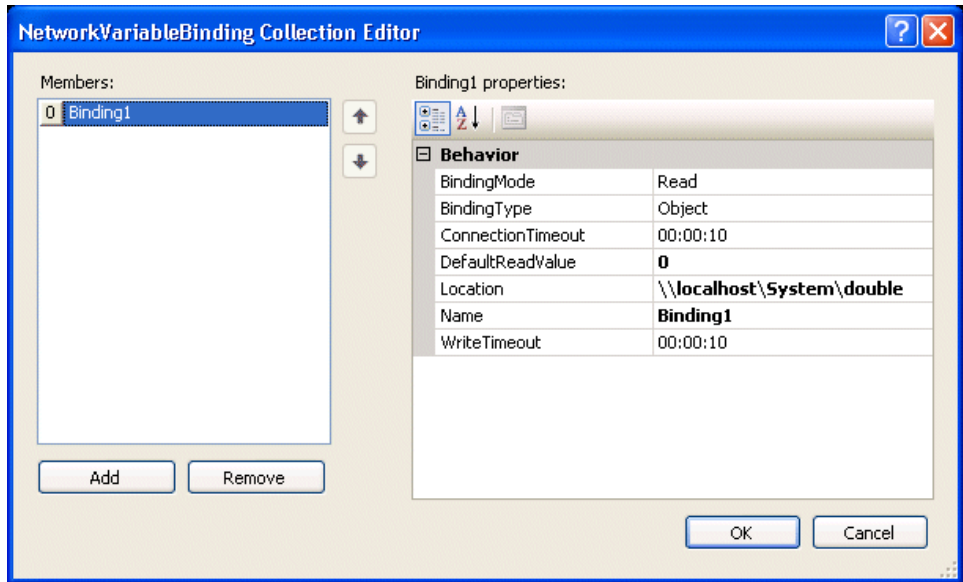 NetworkVariableBinding Collection Editor
Members:
0 Binding1
Add Remove
Binding1 properties:
Behavior
BindingMode Read
BindingType Object
ConnectionTimeout 00:00:10
DefaultReadValue 0
Location \\localhost\System\double
Name Binding1
WriteTimeout 00:00:10
OK Cancel